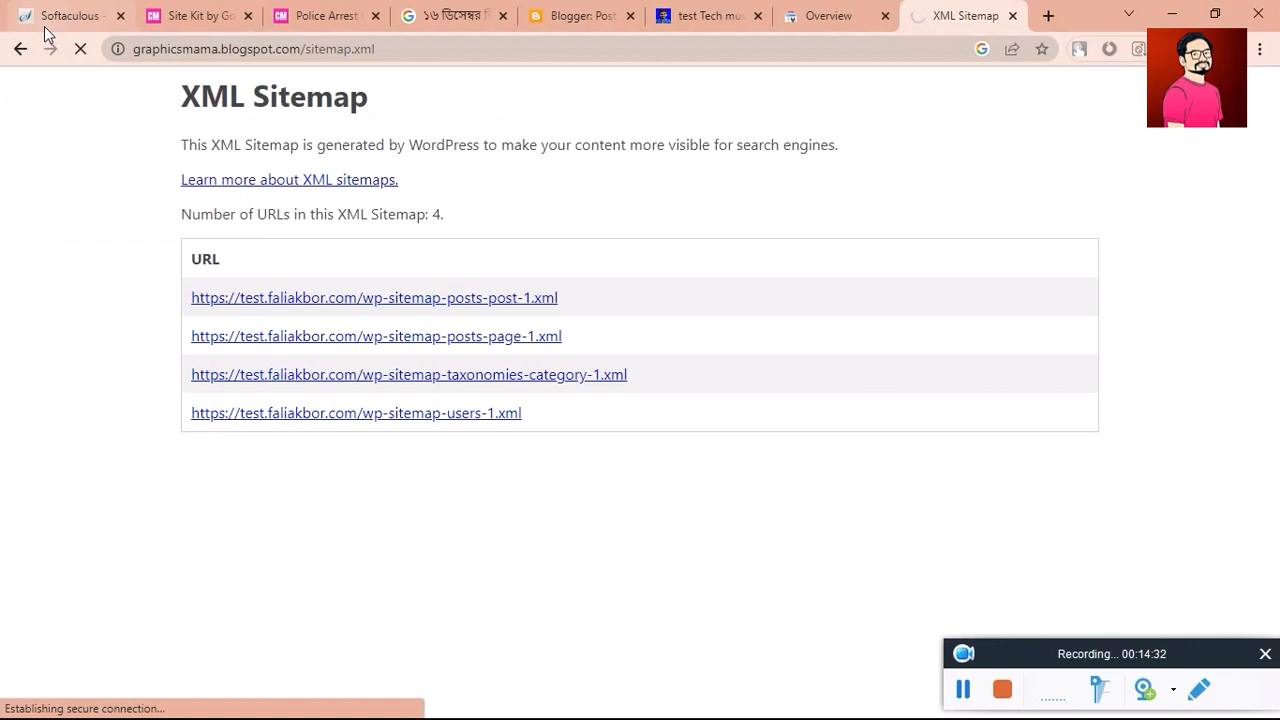 Softaculous -
Site Kit by Go
Police Arrest I
১৬ ডিসেম্বর
Blogger: Post
test Tech mus
Overview
XML Sitemap
graphicsmama.blogspot.com/sitemap.xml
XML Sitemap
This XML Sitemap is generated by WordPress to make your content more visible for search engines.
Learn more about XML sitemaps.
Number of URLs in this XML Sitemap: 4.
URL
https://test.faliakbor.com/wp-sitemap-posts-post-1.xml
https://test.faliakbor.com/wp-sitemap-posts-page-1.xml
https://test.faliakbor.com/wp-sitemap-taxonomies-category-1.xml
https://test.faliakbor.com/wp-sitemap-users-1.xml
Recording... 00:14:32
Establishing secure connection...